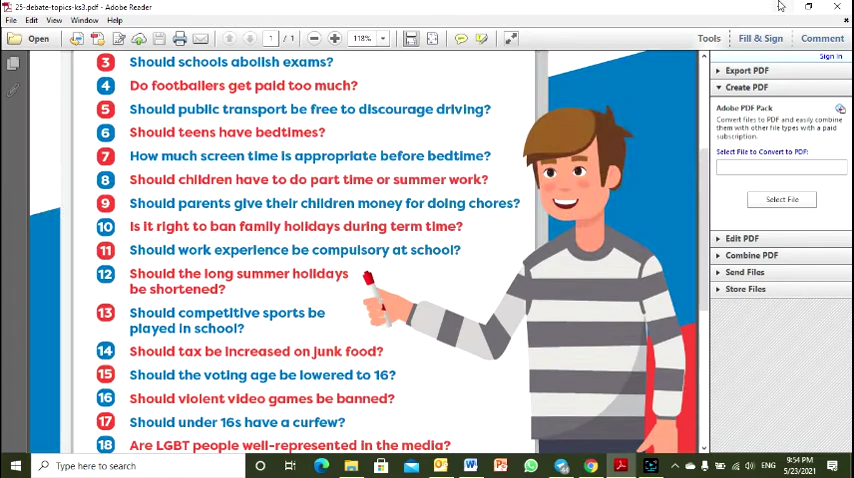 25-debate-topics-ks3.pdf - Adobe Reader
File Edit View Window Help
Open 1 / 1 118% Tools Fill & Sign Comment
Sign In
Export PDF
Create PDF
Adobe PDF Pack
Convert files to PDF and easily combine
them with other file types with a paid
subscription.
Select File to Convert to PDF:
Select File
Edit PDF
Combine PDF
Send Files
Store Files
3 Should schools abolish exams?
4 Do footballers get paid too much?
5 Should public transport be free to discourage driving?
6 Should teens have bedtimes?
7 How much screen time is appropriate before bedtime?
8 Should children have to do part time or summer work?
9 Should parents give their children money for doing chores?
10 Is it right to ban family holidays during term time?
11 Should work experience be compulsory at school?
12 Should the long summer holidays
be shortened?
13 Should competitive sports be
played in school?
14 Should tax be increased on junk food?
15 Should the voting age be lowered to 16?
16 Should violent video games be banned?
17 Should under 16s have a curfew?
18 Are LGBT people well-represented in the media?
Type here to search
ENG
9:54 PM
5/23/2021